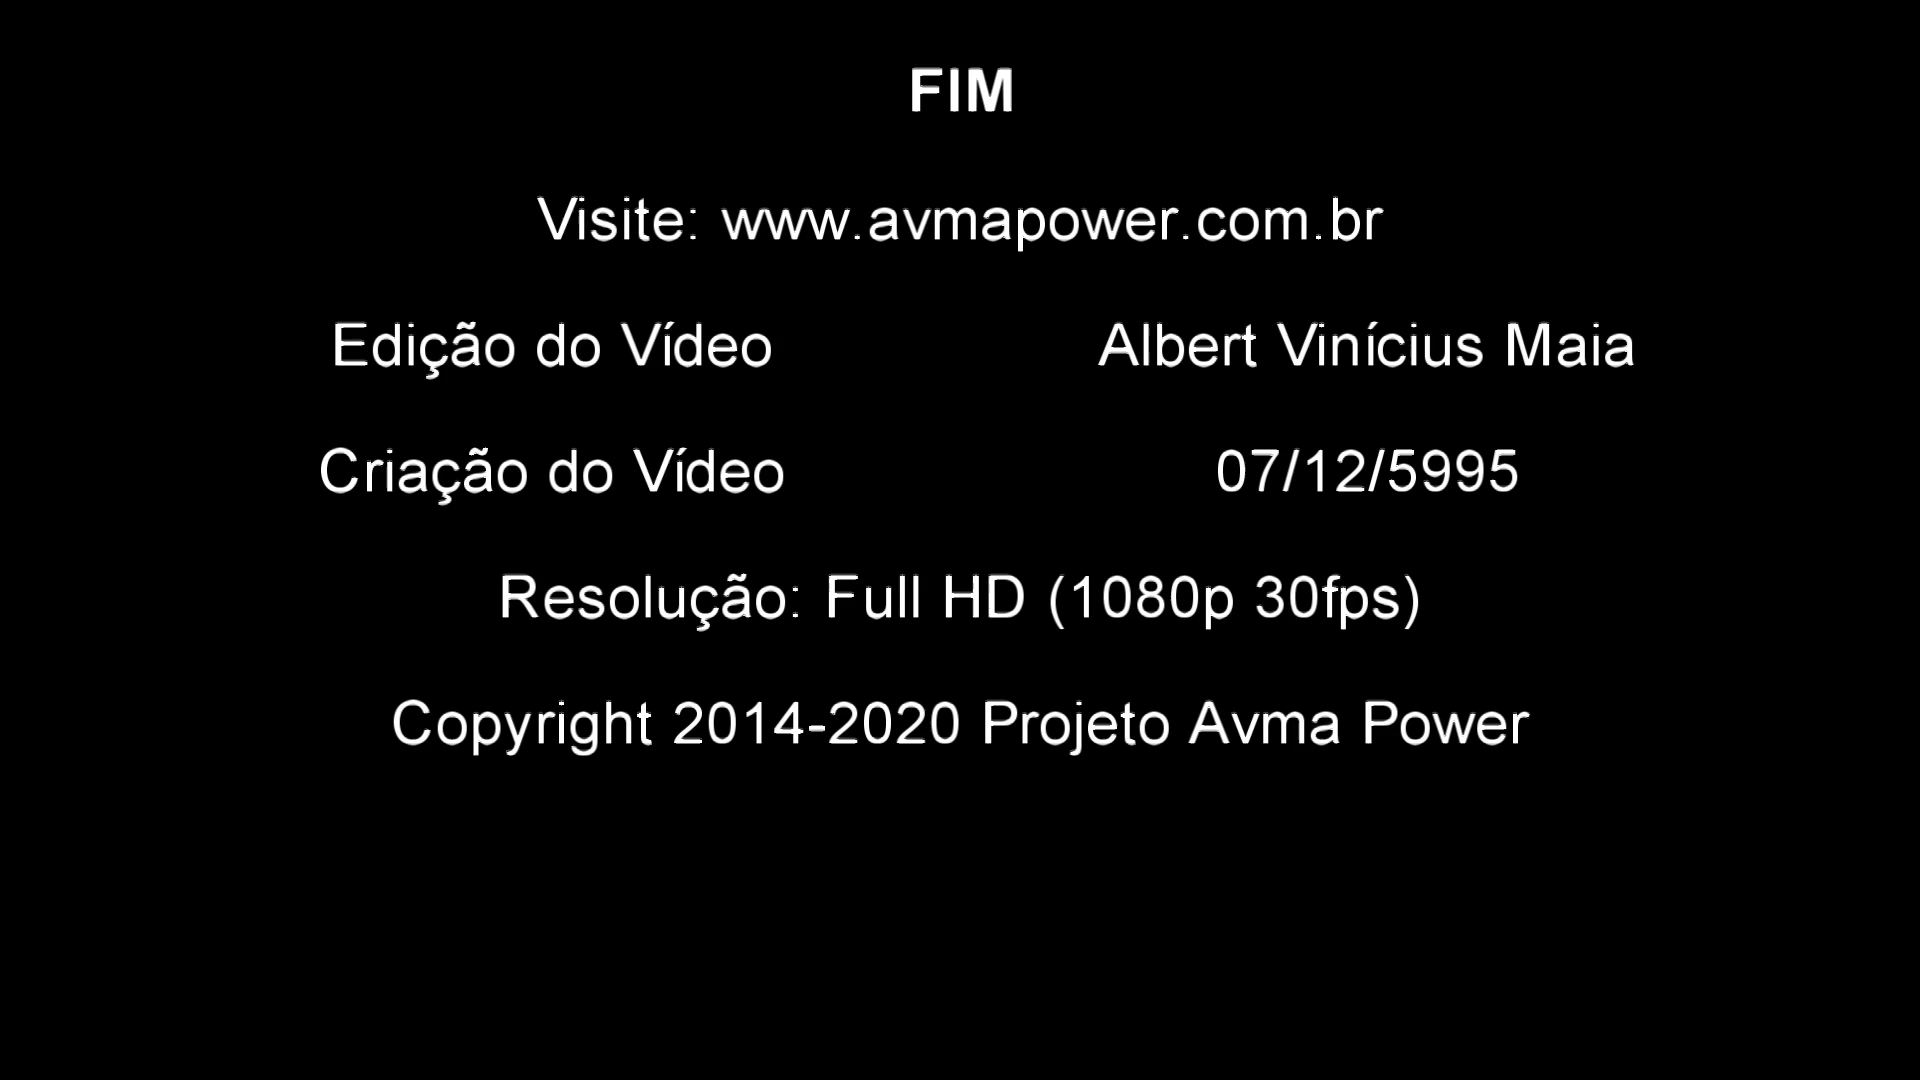 FIM
Visite: www.avmapower.com.br
Edição do Vídeo Albert Vinícius Maia
Criação do Vídeo 07/12/5995
Resolução: Full HD (1080p 30fps)
Copyright 2014-2020 Projeto Avma Power